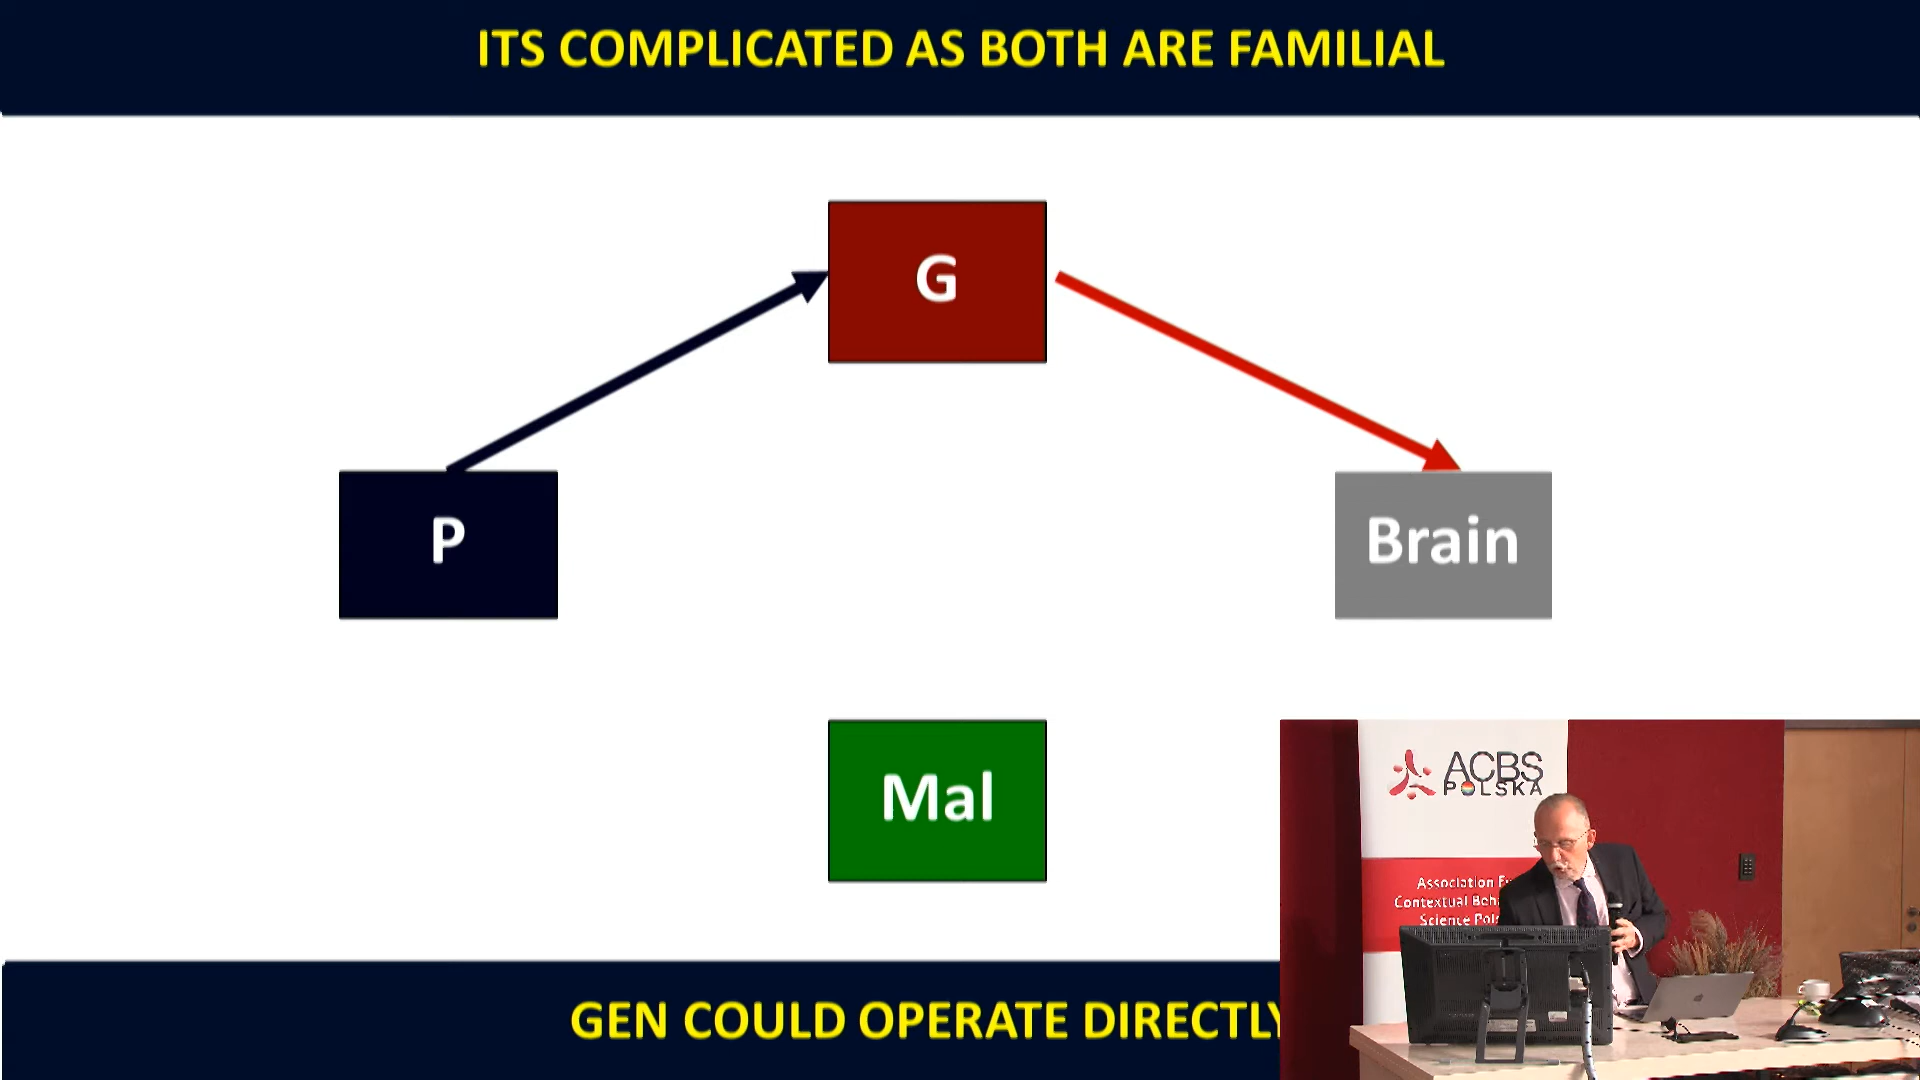 ITS COMPLICATED AS BOTH ARE FAMILIAL
G
P
Brain
Mal
GEN COULD OPERATE DIRECTLY
ACBS
POLSKA
Association
Contextual
Science